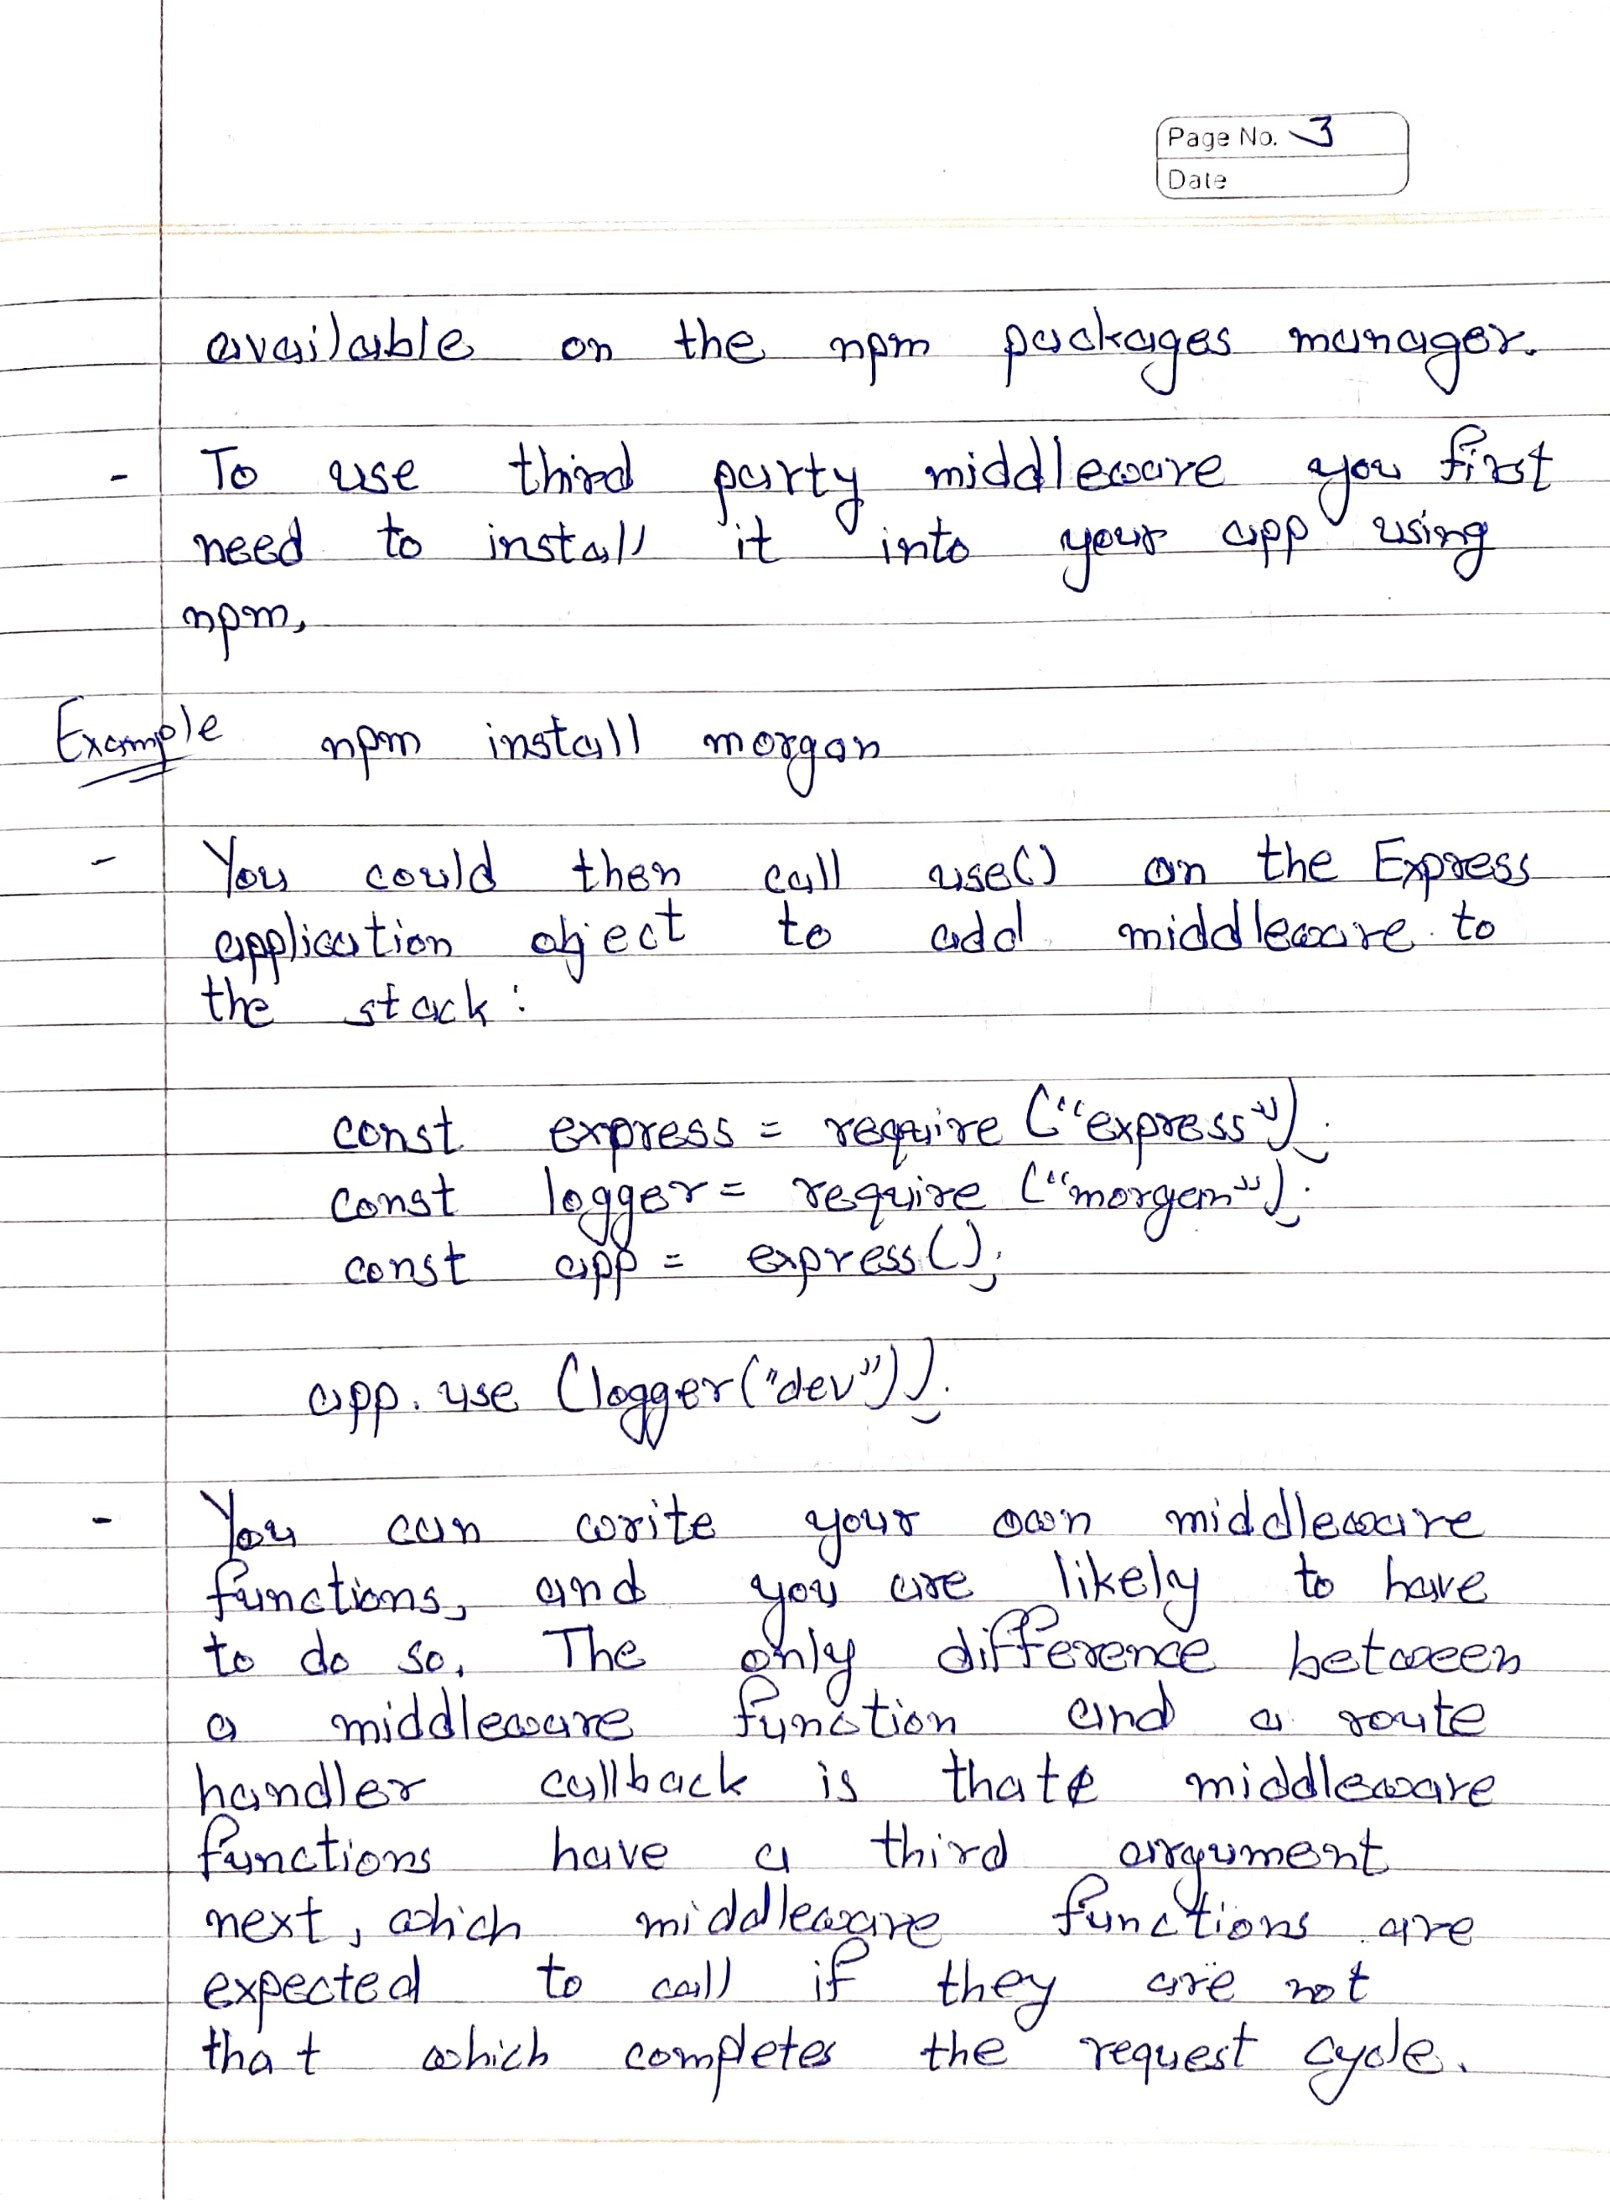 Page No. 3
Date
available on the npm packages manager.
- To use third party middleware you first
need to install it into your app using
npm,
Example npm install morgan
- You could then call use() on the Express
application object to add middleware to
the stack:
const express = require ("express");
const logger = require ("morgan");
const app = express();
app.use (logger("dev"));
- You can write your own middleware
functions, and you are likely to have
to do so. The only difference between
a middleware function and a route
handler callback is that middleware
functions have a third argument
next, which middleware functions are
expected to call if they are not
that which completes the request cycle.